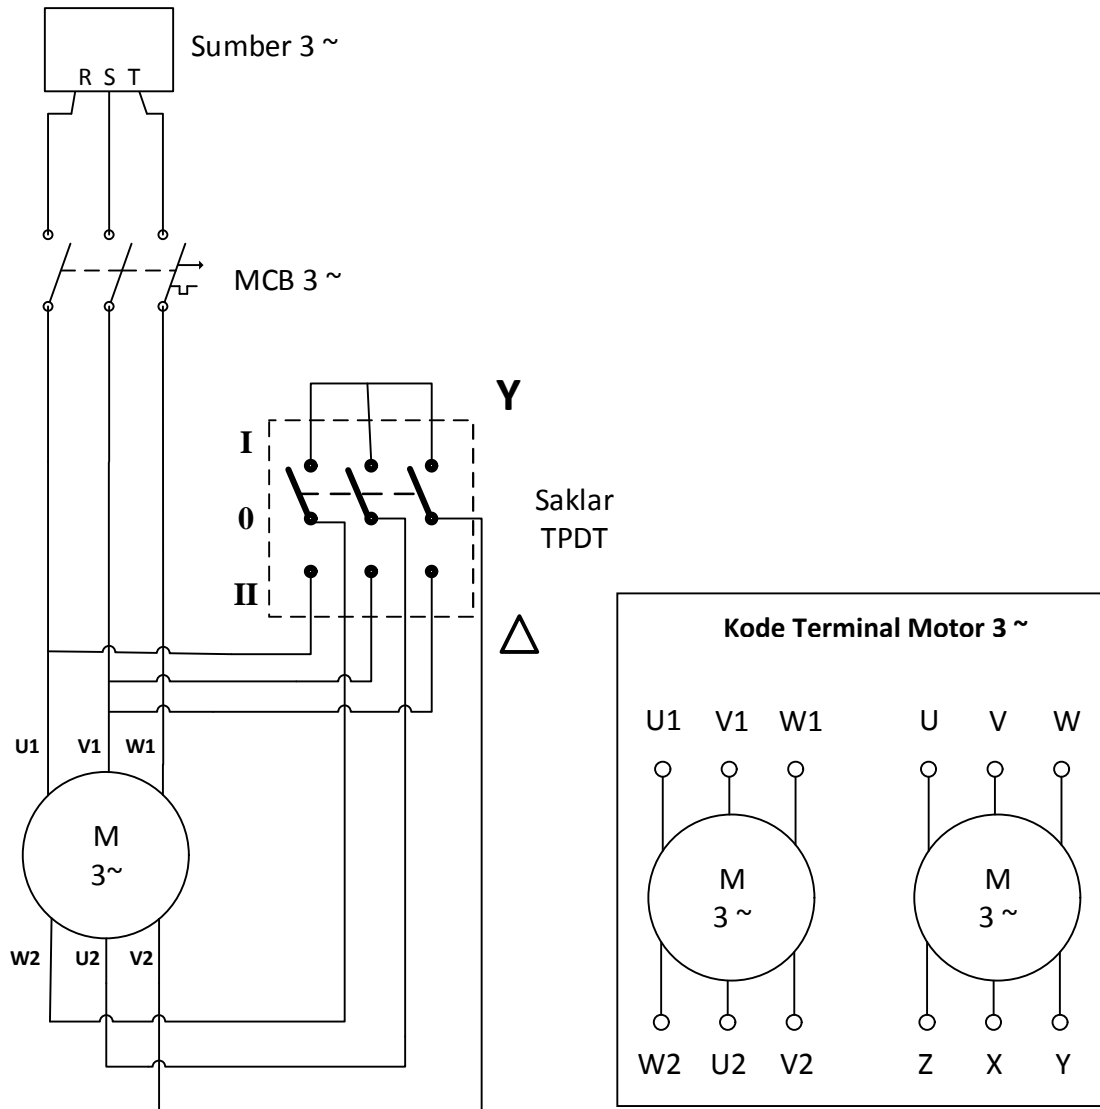 Sumber 3 ~
R S T
MCB 3 ~
Y
I
0
II
Saklar
TPDT
△
U1 V1 W1
M
3~
W2 U2 V2
Kode Terminal Motor 3 ~
U1 V1 W1 U V W
M M
3 ~ 3 ~
W2 U2 V2 Z X Y